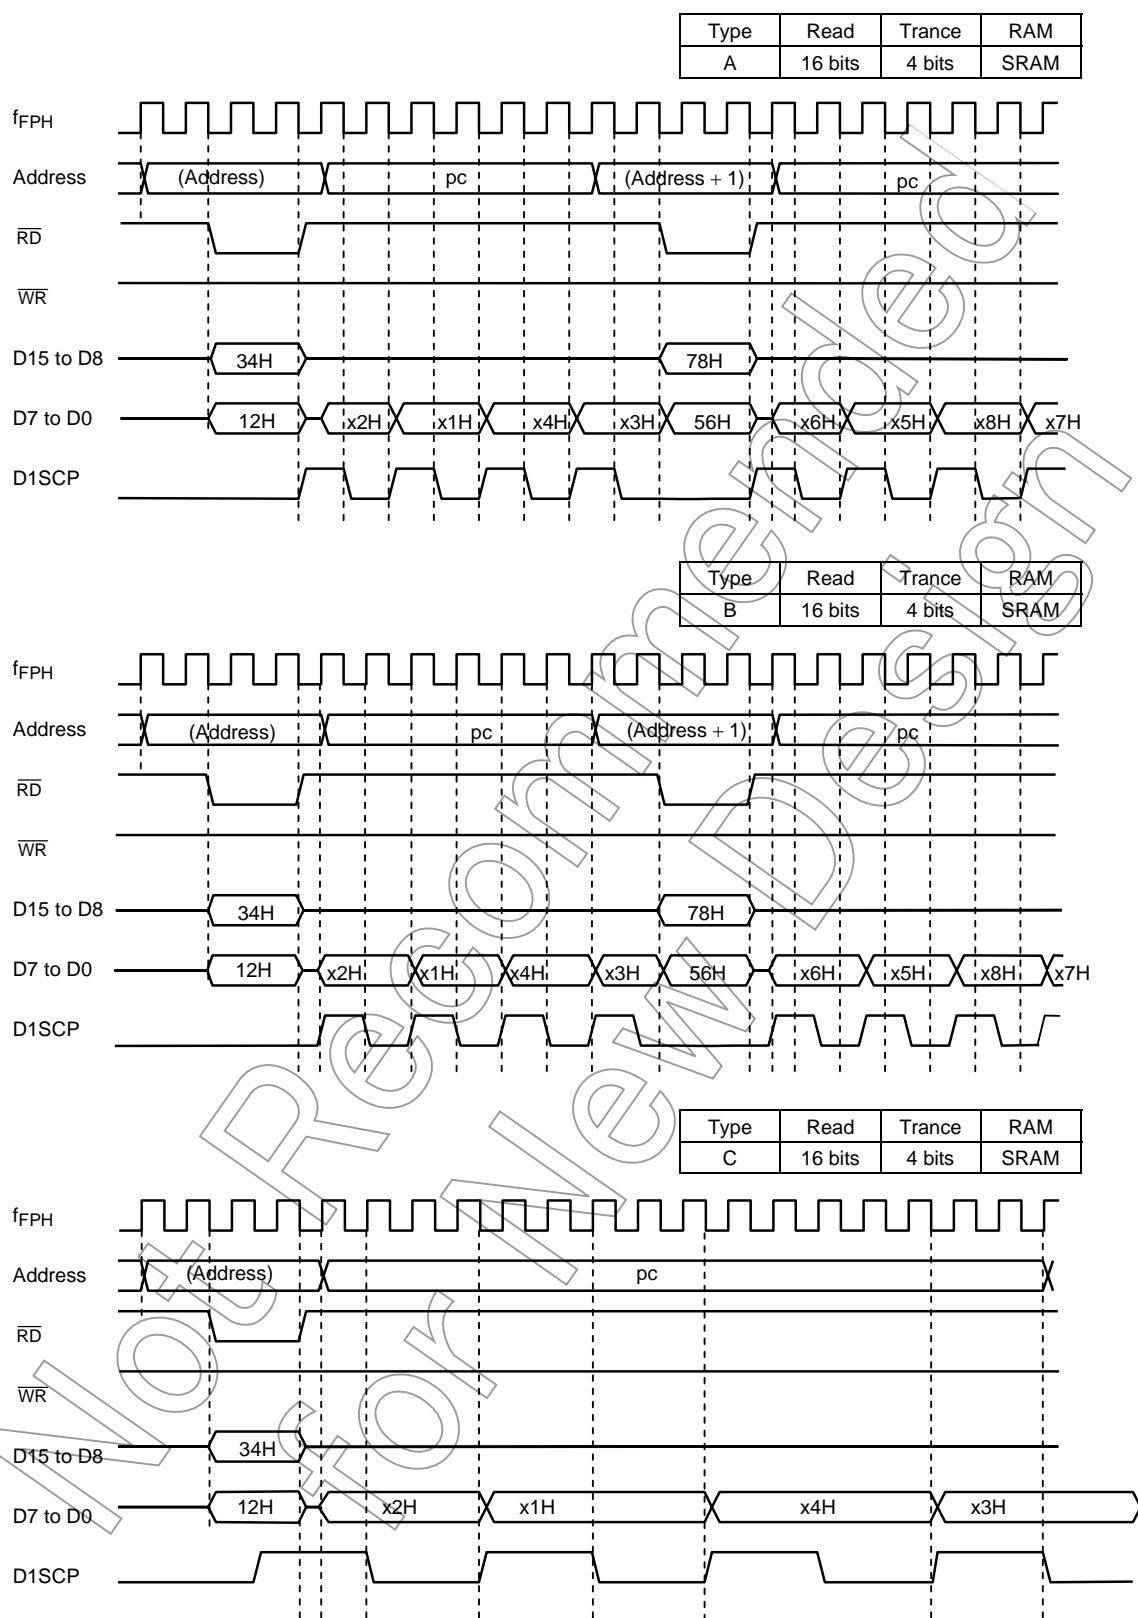 Type Read Trance RAM
A 16 bits 4 bits SRAM
fFPH
Address (Address) pc (Address + 1) pc
RD
WR
D15 to D8 34H 78H
D7 to D0 12H x2H x1H x4H x3H 56H x6H x5H x8H x7H
D1SCP
Type Read Trance RAM
B 16 bits 4 bits SRAM
fFPH
Address (Address) pc (Address + 1) pc
RD
WR
D15 to D8 34H 78H
D7 to D0 12H x2H x1H x4H x3H 56H x6H x5H x8H x7H
D1SCP
Type Read Trance RAM
C 16 bits 4 bits SRAM
fFPH
Address (Address) pc
RD
WR
D15 to D8 34H
D7 to D0 12H x2H x1H x4H x3H
D1SCP
Not Recommended
for New Design